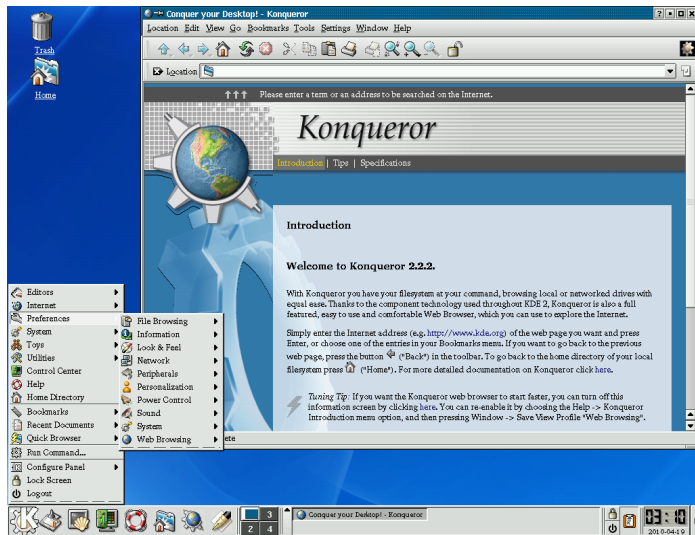 Trash
Home
Conquer your Desktop! - Konqueror
Location Edit View Go Bookmarks Tools Settings Window Help
Location
Please enter a term or an address to be searched on the Internet.
Konqueror
Introduction | Tips | Specifications
Introduction
Welcome to Konqueror 2.2.2.
With Konqueror you have your filesystem at your command, browsing local or networked drives with
equal ease. Thanks to the component technology used throughout KDE 2, Konqueror is also a full
featured, easy to use and comfortable Web Browser, which you can use to explore the Internet.
Simply enter the Internet address (e.g. http://www.kde.org) of the web page you want and press
Enter, or choose one of the entries in your Bookmarks menu. If you want to go back to the previous
web page, press the button ("Back") in the toolbar. To go back to the home directory of your local
filesystem press ("Home"). For more detailed documentation on Konqueror click here.
Tuning Tip: If you want the Konqueror web browser to start faster, you can turn off this
information screen by clicking here. You can re-enable it by choosing the Help -> Konqueror
Introduction menu option, and then pressing Window -> Save View Profile "Web Browsing".
ete
Editors
Internet
Preferences
System
Toys
Utilities
Control Center
Help
Home Directory
Bookmarks
Recent Documents
Quick Browser
Run Command...
Configure Panel
Lock Screen
Logout
File Browsing
Information
Look & Feel
Network
Peripherals
Personalization
Power Control
Sound
System
Web Browsing
3
2 4
Conquer your Desktop! - Konqueror
03:10
2010-04-19